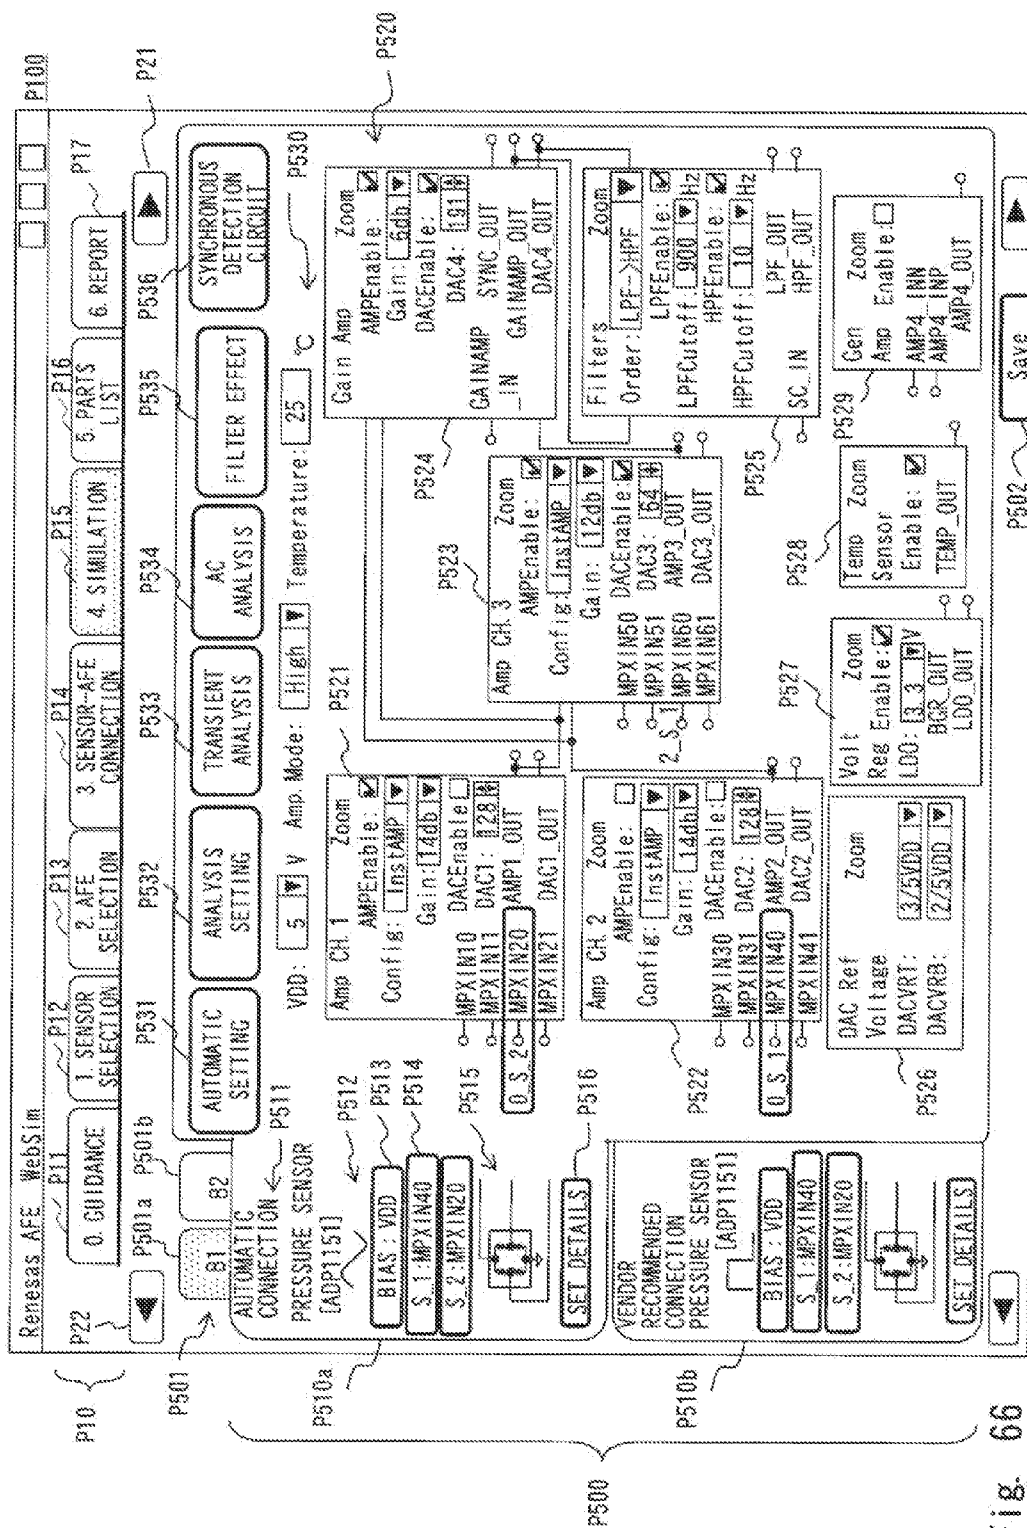 P100
Renesas AFE WebSim
P10
P11
P12
P13
P14
P15
P16
P17
P22
0. GUIDANCE
1. SENSOR
SELECTION
2. AFE
SELECTION
3. SENSOR-AFE
CONNECTION
4. SIMULATION
5. PARTS
LIST
6. REPORT
P21
P501
P501a
P501b
P531
P532
P533
P534
P535
P536
B1
B2
AUTOMATIC
SETTING
ANALYSIS
SETTING
TRANSIENT
ANALYSIS
AC
ANALYSIS
FILTER EFFECT
SYNCHRONOUS
DETECTION
CIRCUIT
P530
VDD: 5 V Amp. Mode: High Temperature: 25 °C
P500
P510a
AUTOMATIC
CONNECTION
P511
PRESSURE SENSOR
[ADP1151]
P512
BIAS : VDD
P513
S_1:MPXIN40
P514
S_2:MPXIN20
P515
SET DETAILS
P516
P510b
VENDOR
RECOMMENDED
CONNECTION
PRESSURE SENSOR
[ADP1151]
BIAS : VDD
S_1:MPXIN40
S_2:MPXIN20
SET DETAILS
P520
P521
Amp CH.1 Zoom
AMPEnable:
Config: InstAMP
Gain: 14db
MPXIN10 DACEnable
MPXIN11 DAC1: 128
0_S_2 MPXIN20 AMP1_OUT
MPXIN21 DAC1_OUT
P522
Amp CH.2 Zoom
AMPEnable:
Config: InstAMP
Gain: 14db
MPXIN30 DACEnable:
MPXIN31 DAC2: 128
0_S_1 MPXIN40 AMP2_OUT
MPXIN41 DAC2_OUT
P523
Amp CH.3 Zoom
AMPEnable:
Config: InstAMP
Gain: 12db
MPXIN50 DACEnable:
MPXIN51 DAC3: 64
MPXIN60 AMP3_OUT
MPXIN61 DAC3_OUT
2_S_1
P524
Gain Amp Zoom
AMPEnable:
Gain: 6db
DACEnable:
DAC4: 191
GAINAMP
_IN
SYNC_OUT
GAINAMP_OUT
DAC4_OUT
P525
Filters Zoom
Order: LPF->HPF
LPFEnable:
LPFCutoff: 900 Hz
HPFEnable:
HPFCutoff: 10 Hz
SC_IN LPF_OUT
HPF_OUT
P526
DAC Ref Zoom
Voltage
DACVRT: 3/5VDD
DACVRB: 2/5VDD
P527
Volt Zoom
Reg Enable:
LDO: 3.3 V
BGR_OUT
LDO_OUT
P528
Temp Zoom
Sensor
Enable:
TEMP_OUT
P529
Gen Zoom
Amp Enable:
AMP4_INN
AMP4_INP
AMP4_OUT
P502
Save
Fig. 66